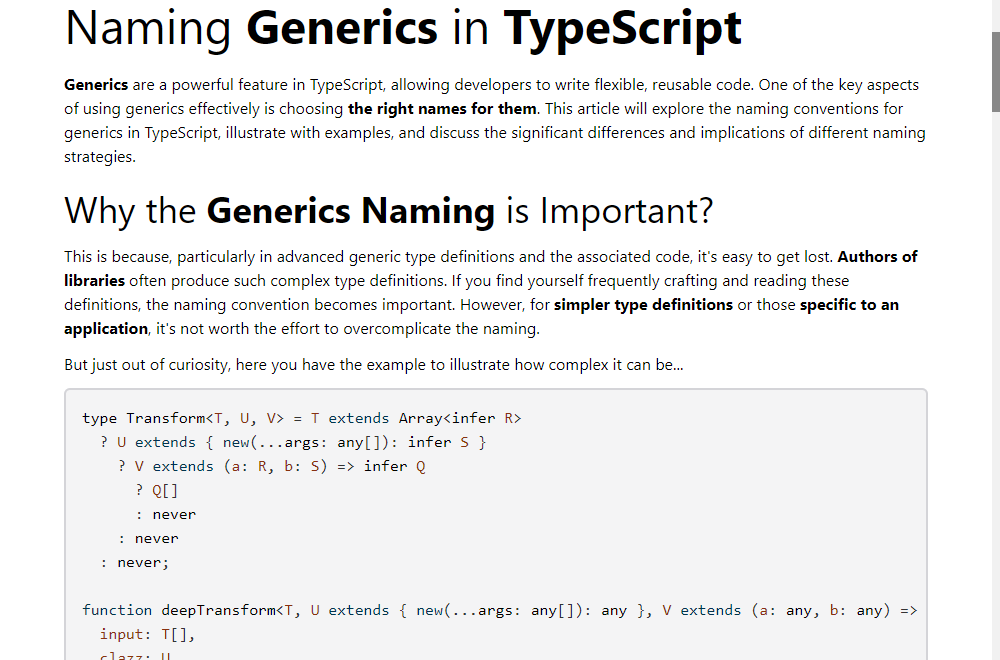 Naming Generics in TypeScript
Generics are a powerful feature in TypeScript, allowing developers to write flexible, reusable code. One of the key aspects
of using generics effectively is choosing the right names for them. This article will explore the naming conventions for
generics in TypeScript, illustrate with examples, and discuss the significant differences and implications of different naming
strategies.
Why the Generics Naming is Important?
This is because, particularly in advanced generic type definitions and the associated code, it's easy to get lost. Authors of
libraries often produce such complex type definitions. If you find yourself frequently crafting and reading these
definitions, the naming convention becomes important. However, for simpler type definitions or those specific to an
application, it's not worth the effort to overcomplicate the naming.
But just out of curiosity, here you have the example to illustrate how complex it can be...
type Transform<T, U, V> = T extends Array<infer R>
? U extends { new(...args: any[]): infer S }
? V extends (a: R, b: S) => infer Q
? Q[]
: never
: never
: never;
function deepTransform<T, U extends { new(...args: any[]): any }, V extends (a: any, b: any) =>
input: T[],
clazz: U